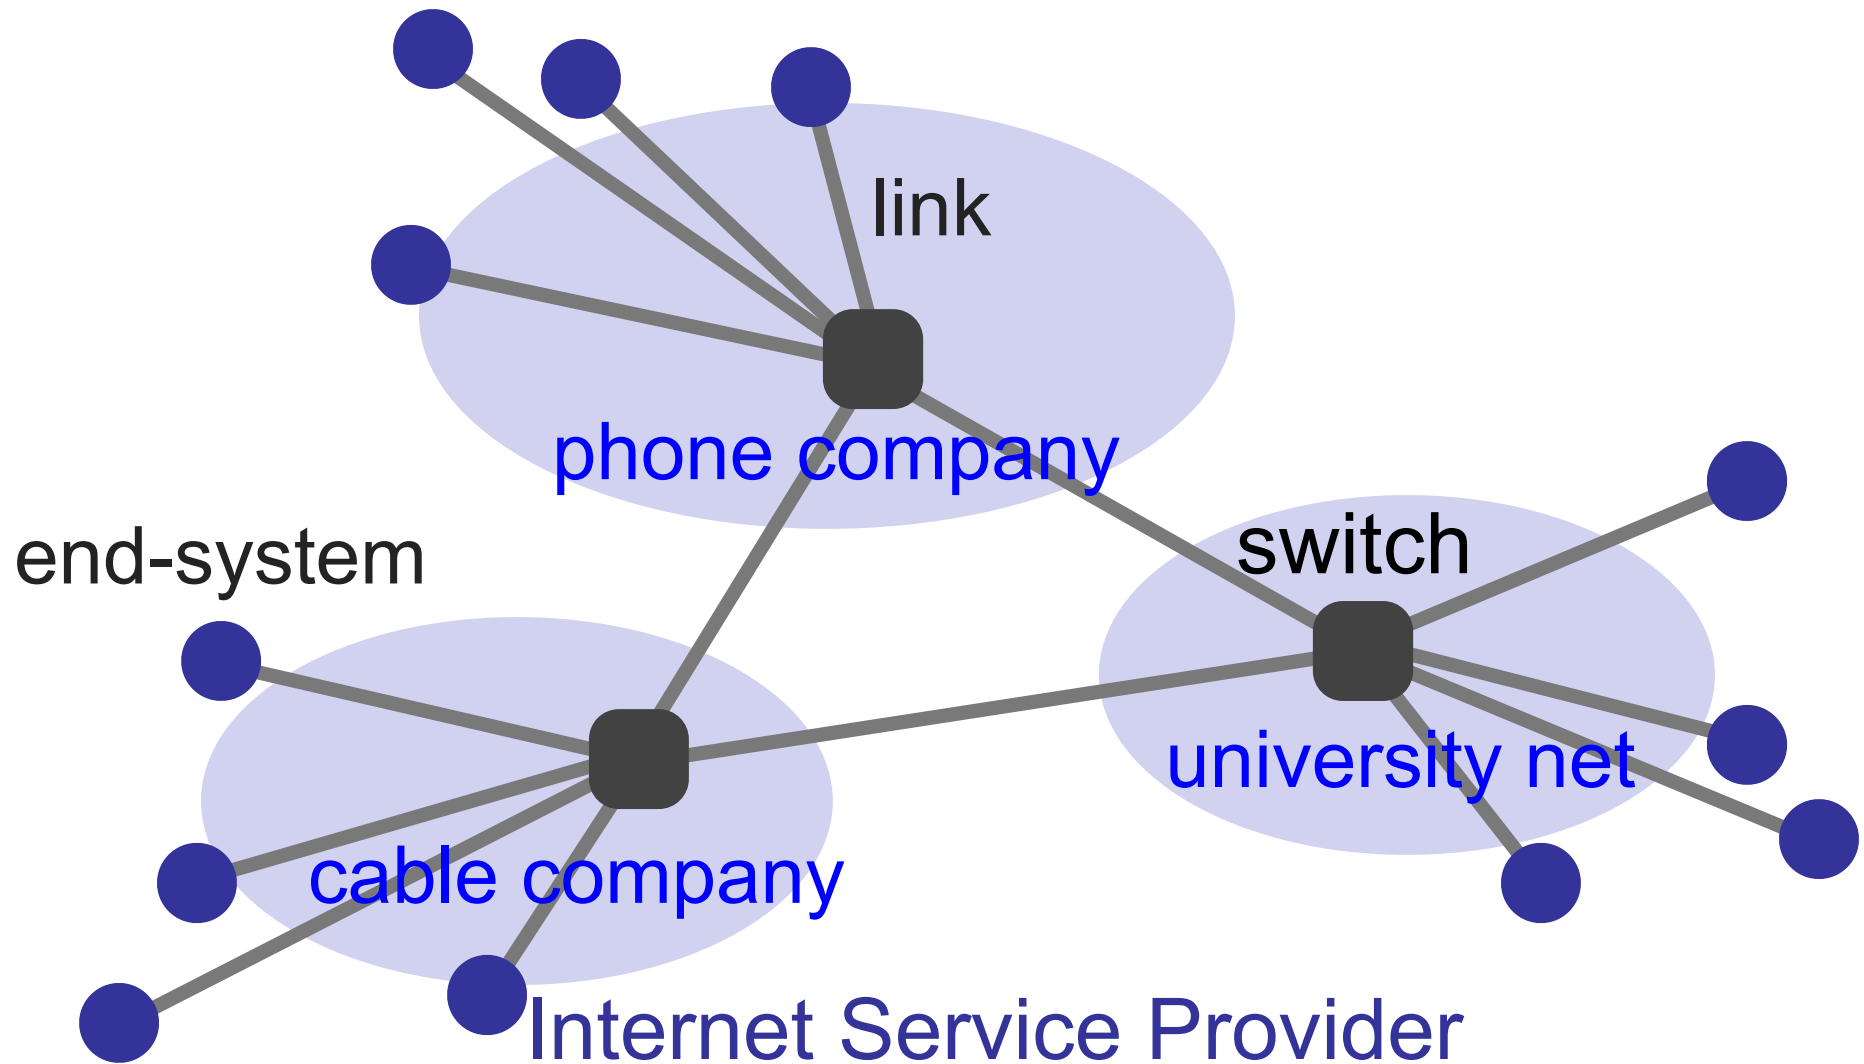 link
phone company
end-system
switch
university net
cable company
Internet Service Provider